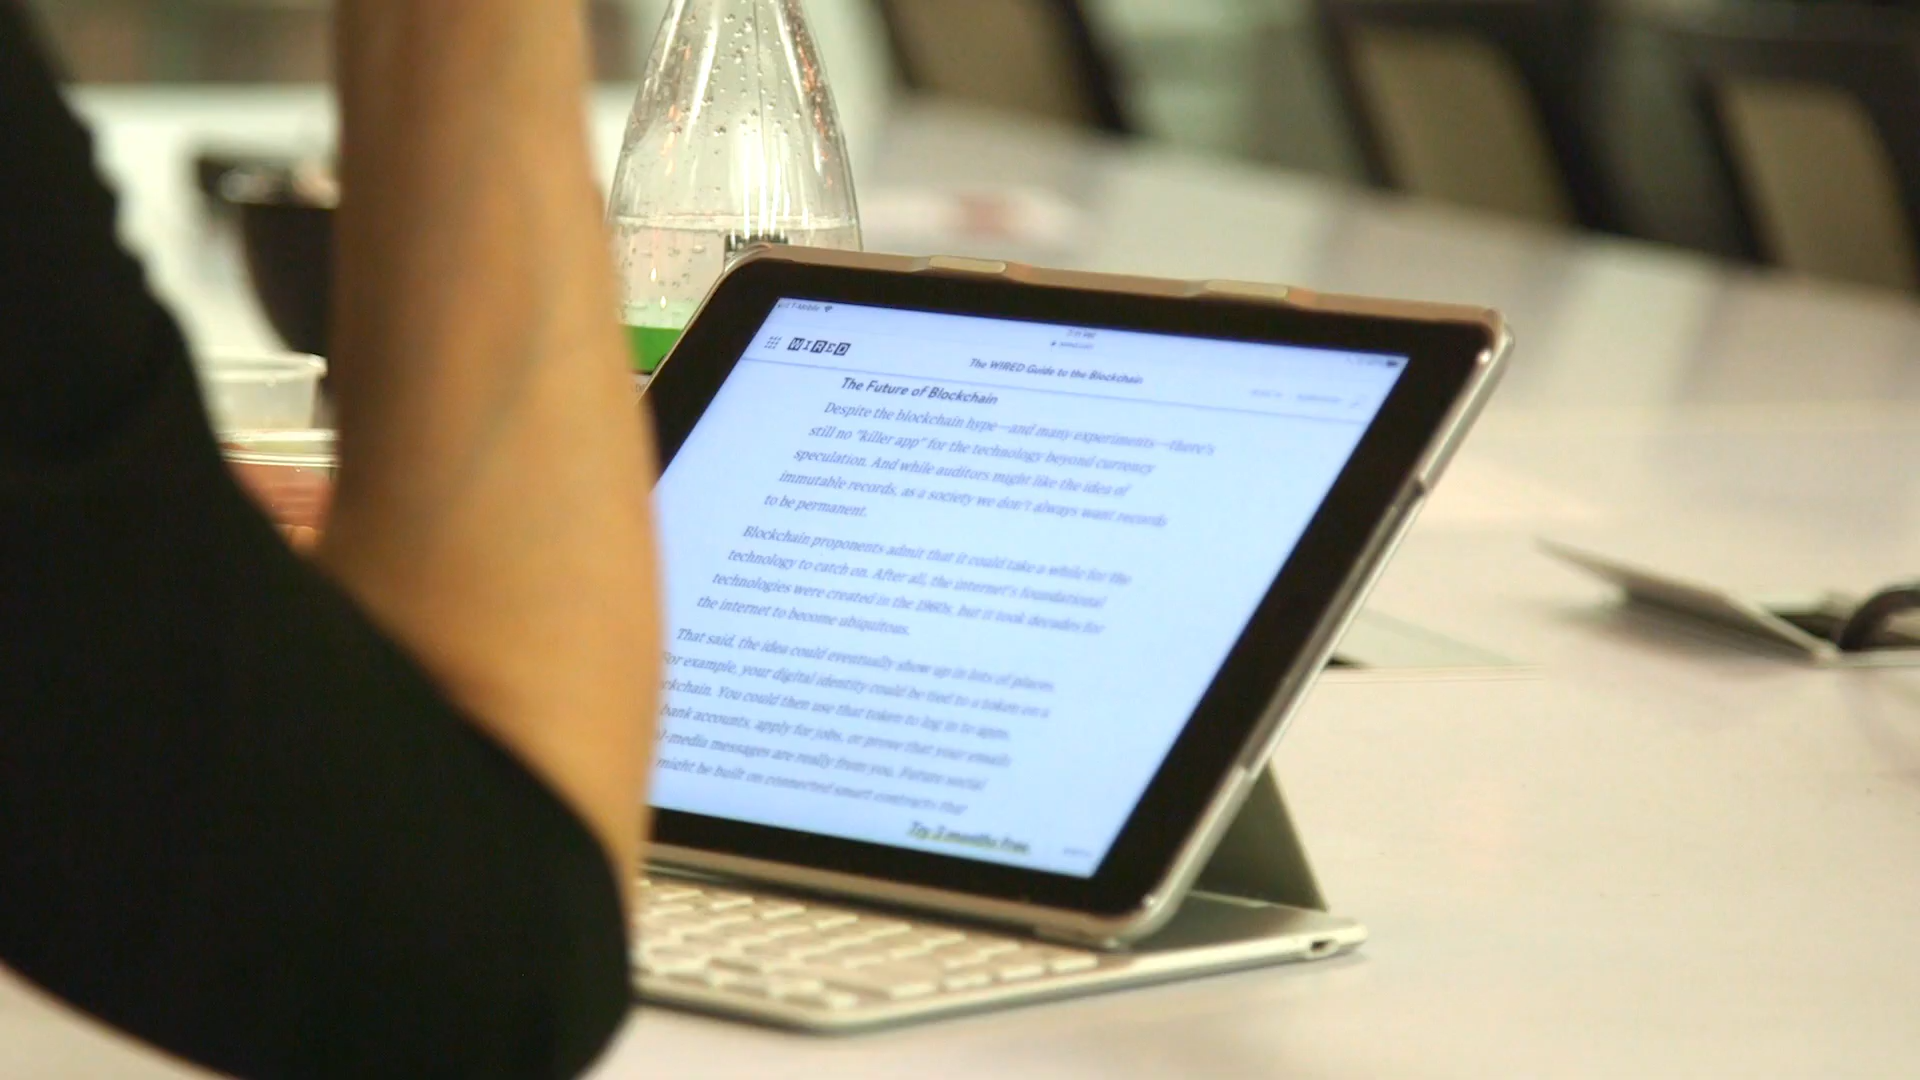 T-Mobile
WIRED
The WIRED Guide to the Blockchain
The Future of Blockchain
Despite the blockchain hype—and many experiments—there's
still no "killer app" for the technology beyond currency
speculation. And while auditors might like the idea of
immutable records, as a society we don't always want records
to be permanent.
Blockchain proponents admit that it could take a while for the
technology to catch on. After all, the internet's foundational
technologies were created in the 1960s, but it took decades for
the internet to become ubiquitous.
That said, the idea could eventually show up in lots of places.
For example, your digital identity could be tied to a token on a
ckchain. You could then use that token to log in to apps,
bank accounts, apply for jobs, or prove that your emails
l-media messages are really from you. Future social
might be built on connected smart contracts that
Try 3 months free.